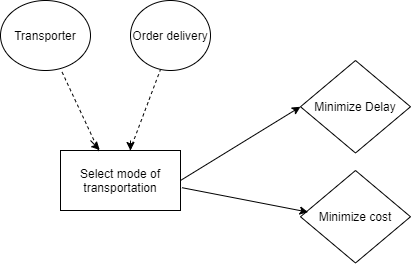 Transporter
Order delivery
Minimize Delay
Select mode of
transportation
Minimize cost